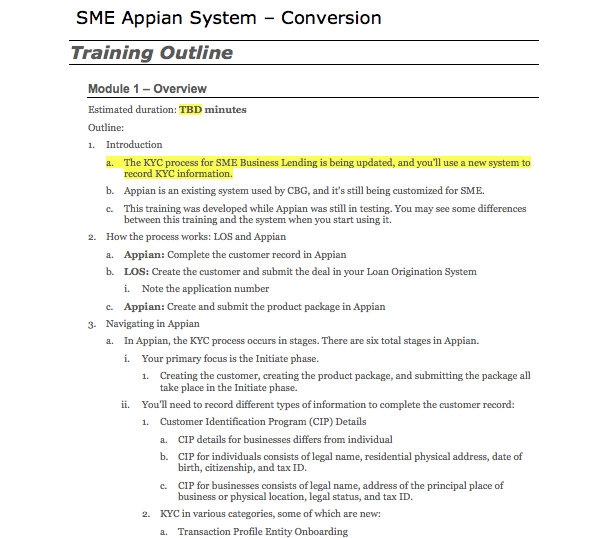 SME Appian System – Conversion
Training Outline
Module 1 – Overview
Estimated duration: TBD minutes
Outline:
1. Introduction
a. The KYC process for SME Business Lending is being updated, and you'll use a new system to
record KYC information.
b. Appian is an existing system used by CBG, and it's still being customized for SME.
c. This training was developed while Appian was still in testing. You may see some differences
between this training and the system when you start using it.
2. How the process works: LOS and Appian
a. Appian: Complete the customer record in Appian
b. LOS: Create the customer and submit the deal in your Loan Origination System
i. Note the application number
c. Appian: Create and submit the product package in Appian
3. Navigating in Appian
a. In Appian, the KYC process occurs in stages. There are six total stages in Appian.
i. Your primary focus is the Initiate phase.
1. Creating the customer, creating the product package, and submitting the package all
take place in the Initiate phase.
ii. You'll need to record different types of information to complete the customer record:
1. Customer Identification Program (CIP) Details
a. CIP details for businesses differs from individual
b. CIP for individuals consists of legal name, residential physical address, date of
birth, citizenship, and tax ID.
c. CIP for businesses consists of legal name, address of the principal place of
business or physical location, legal status, and tax ID.
2. KYC in various categories, some of which are new:
a. Transaction Profile Entity Onboarding